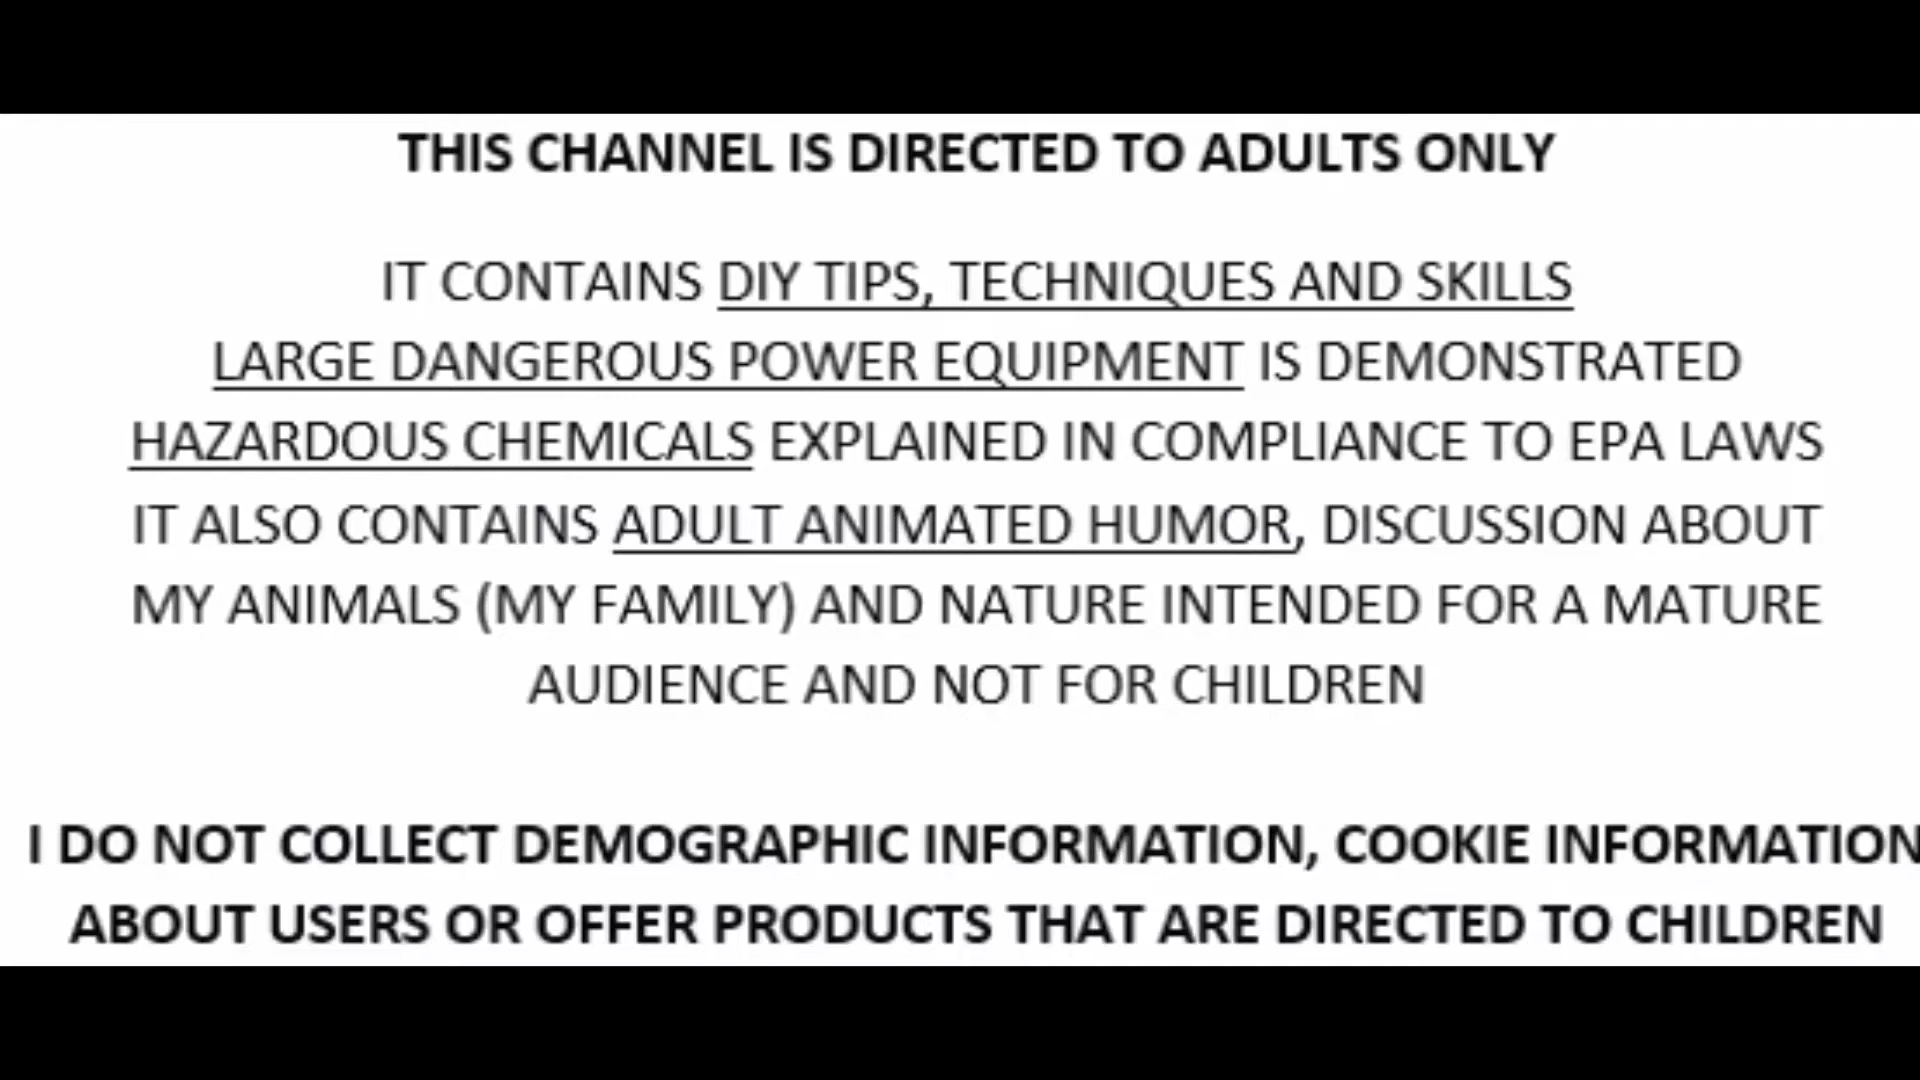 THIS CHANNEL IS DIRECTED TO ADULTS ONLY
IT CONTAINS DIY TIPS, TECHNIQUES AND SKILLS
LARGE DANGEROUS POWER EQUIPMENT IS DEMONSTRATED
HAZARDOUS CHEMICALS EXPLAINED IN COMPLIANCE TO EPA LAWS
IT ALSO CONTAINS ADULT ANIMATED HUMOR, DISCUSSION ABOUT
MY ANIMALS (MY FAMILY) AND NATURE INTENDED FOR A MATURE
AUDIENCE AND NOT FOR CHILDREN
I DO NOT COLLECT DEMOGRAPHIC INFORMATION, COOKIE INFORMATION
ABOUT USERS OR OFFER PRODUCTS THAT ARE DIRECTED TO CHILDREN